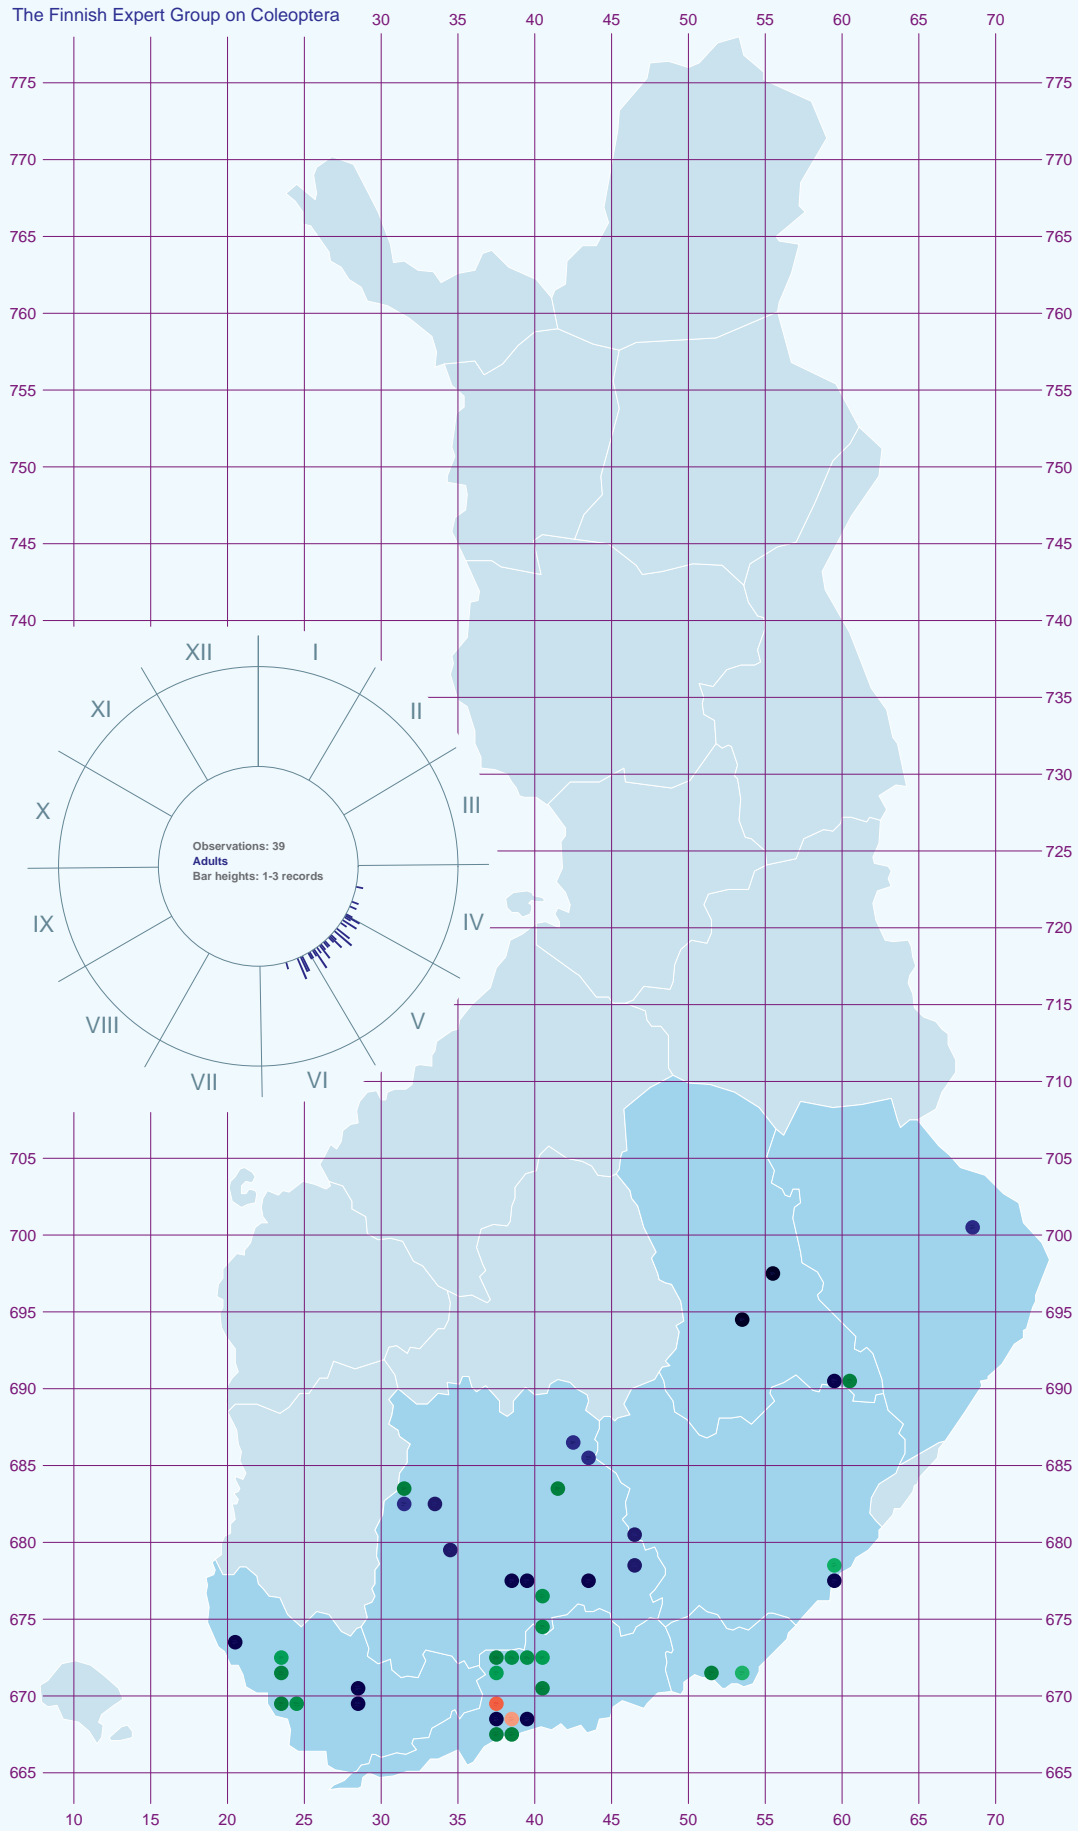 The Finnish Expert Group on Coleoptera
30 35 40 45 50 55 60 65 70
775 775
770 770
765 765
760 760
755 755
750 750
745 745
740 740
XII I
XI II
735
730
X III
Observations: 39
Adults
Bar heights: 1-3 records
725
IX IV
720
VIII V
715
VII VI
710
705 705
700 700
695 695
690 690
685 685
680 680
675 675
670 670
665 665
10 15 20 25 30 35 40 45 50 55 60 65 70